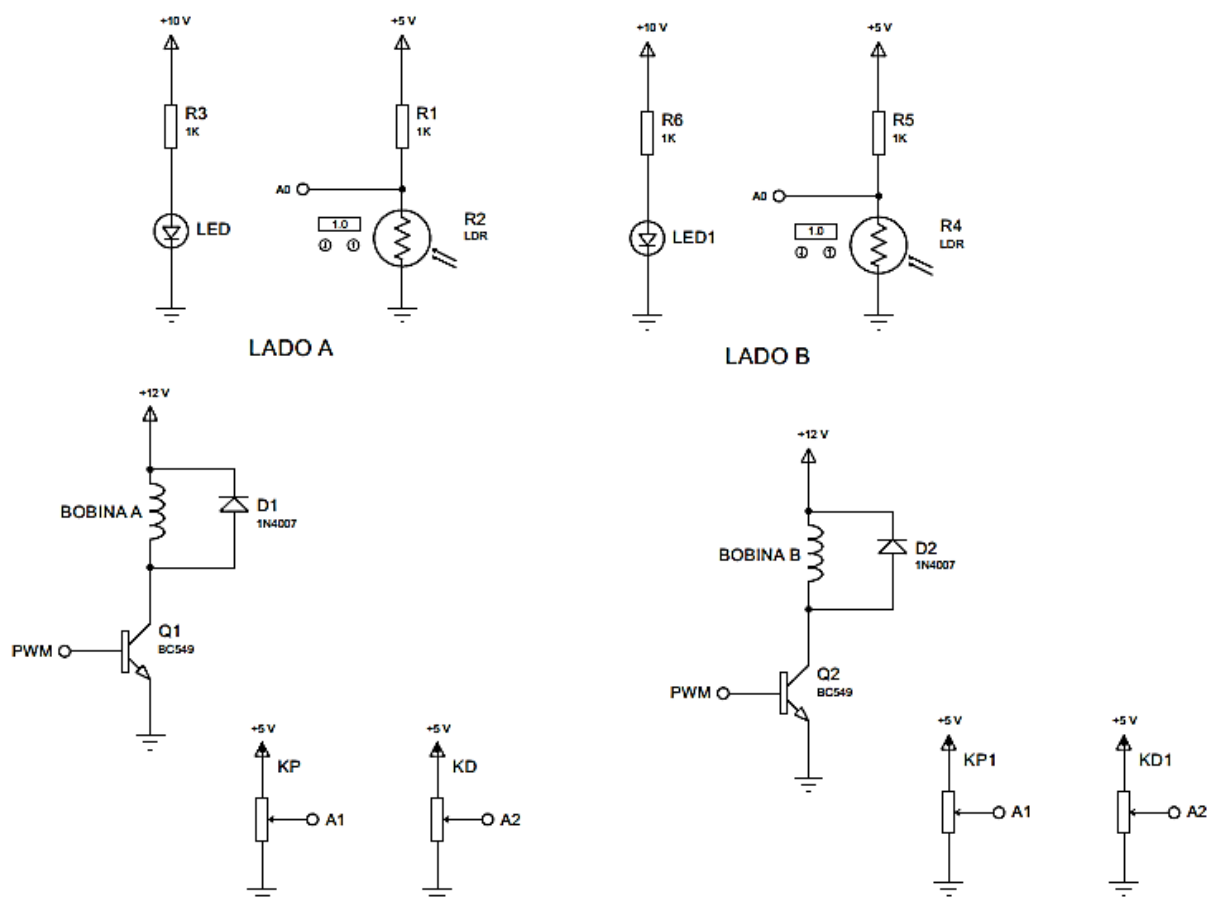 +10 V
+5 V
+10 V
+5 V
R3
1K
R1
1K
R6
1K
R5
1K
A0
A0
LED
1.0
R2
LDR
LED1
1.0
R4
LDR
LADO A
LADO B
+12 V
+12 V
BOBINA A
D1
1N4007
BOBINA B
D2
1N4007
Q1
BC549
PWM
Q2
BC549
PWM
+5 V
KP
A1
+5 V
KD
A2
+5 V
KP1
A1
+5 V
KD1
A2